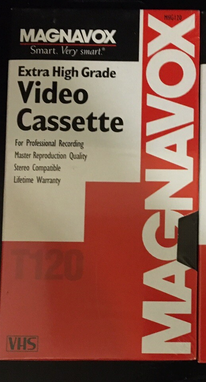 MAGNAVOX
Smart. Very smart.®
Extra High Grade
Video
Cassette
For Professional Recording
Master Reproduction Quality
Stereo Compatible
Lifetime Warranty
T120
VHS
MAGNAVOX